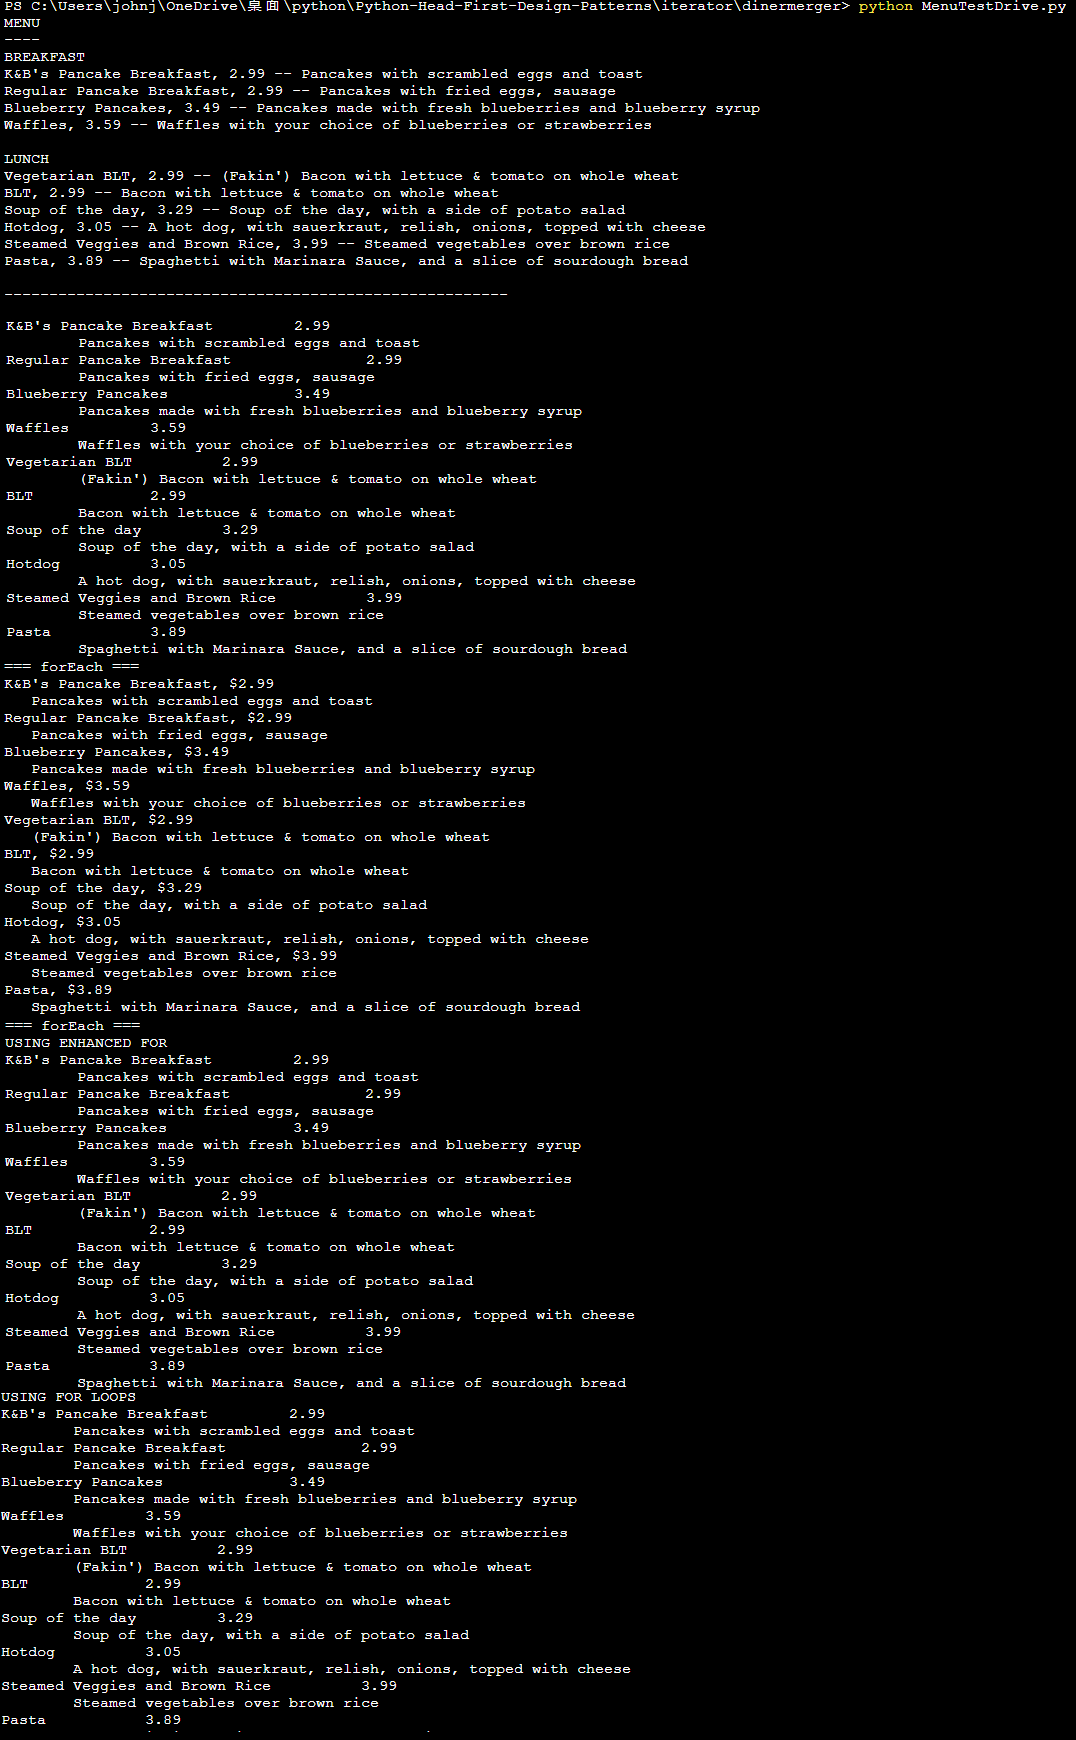 PS C:\Users\johnj\OneDrive\桌面\python\Python-Head-First-Design-Patterns\iterator\dinermerger> python MenuTestDrive.py
MENU
----
BREAKFAST
K&B's Pancake Breakfast, 2.99 -- Pancakes with scrambled eggs and toast
Regular Pancake Breakfast, 2.99 -- Pancakes with fried eggs, sausage
Blueberry Pancakes, 3.49 -- Pancakes made with fresh blueberries and blueberry syrup
Waffles, 3.59 -- Waffles with your choice of blueberries or strawberries
LUNCH
Vegetarian BLT, 2.99 -- (Fakin') Bacon with lettuce & tomato on whole wheat
BLT, 2.99 -- Bacon with lettuce & tomato on whole wheat
Soup of the day, 3.29 -- Soup of the day, with a side of potato salad
Hotdog, 3.05 -- A hot dog, with sauerkraut, relish, onions, topped with cheese
Steamed Veggies and Brown Rice, 3.99 -- Steamed vegetables over brown rice
Pasta, 3.89 -- Spaghetti with Marinara Sauce, and a slice of sourdough bread
--------------------------------------------------------
K&B's Pancake Breakfast 2.99
Pancakes with scrambled eggs and toast
Regular Pancake Breakfast 2.99
Pancakes with fried eggs, sausage
Blueberry Pancakes 3.49
Pancakes made with fresh blueberries and blueberry syrup
Waffles 3.59
Waffles with your choice of blueberries or strawberries
Vegetarian BLT 2.99
(Fakin') Bacon with lettuce & tomato on whole wheat
BLT 2.99
Bacon with lettuce & tomato on whole wheat
Soup of the day 3.29
Soup of the day, with a side of potato salad
Hotdog 3.05
A hot dog, with sauerkraut, relish, onions, topped with cheese
Steamed Veggies and Brown Rice 3.99
Steamed vegetables over brown rice
Pasta 3.89
Spaghetti with Marinara Sauce, and a slice of sourdough bread
=== forEach ===
K&B's Pancake Breakfast, $2.99
Pancakes with scrambled eggs and toast
Regular Pancake Breakfast, $2.99
Pancakes with fried eggs, sausage
Blueberry Pancakes, $3.49
Pancakes made with fresh blueberries and blueberry syrup
Waffles, $3.59
Waffles with your choice of blueberries or strawberries
Vegetarian BLT, $2.99
(Fakin') Bacon with lettuce & tomato on whole wheat
BLT, $2.99
Bacon with lettuce & tomato on whole wheat
Soup of the day, $3.29
Soup of the day, with a side of potato salad
Hotdog, $3.05
A hot dog, with sauerkraut, relish, onions, topped with cheese
Steamed Veggies and Brown Rice, $3.99
Steamed vegetables over brown rice
Pasta, $3.89
Spaghetti with Marinara Sauce, and a slice of sourdough bread
=== forEach ===
USING ENHANCED FOR
K&B's Pancake Breakfast 2.99
Pancakes with scrambled eggs and toast
Regular Pancake Breakfast 2.99
Pancakes with fried eggs, sausage
Blueberry Pancakes 3.49
Pancakes made with fresh blueberries and blueberry syrup
Waffles 3.59
Waffles with your choice of blueberries or strawberries
Vegetarian BLT 2.99
(Fakin') Bacon with lettuce & tomato on whole wheat
BLT 2.99
Bacon with lettuce & tomato on whole wheat
Soup of the day 3.29
Soup of the day, with a side of potato salad
Hotdog 3.05
A hot dog, with sauerkraut, relish, onions, topped with cheese
Steamed Veggies and Brown Rice 3.99
Steamed vegetables over brown rice
Pasta 3.89
Spaghetti with Marinara Sauce, and a slice of sourdough bread
USING FOR LOOPS
K&B's Pancake Breakfast 2.99
Pancakes with scrambled eggs and toast
Regular Pancake Breakfast 2.99
Pancakes with fried eggs, sausage
Blueberry Pancakes 3.49
Pancakes made with fresh blueberries and blueberry syrup
Waffles 3.59
Waffles with your choice of blueberries or strawberries
Vegetarian BLT 2.99
(Fakin') Bacon with lettuce & tomato on whole wheat
BLT 2.99
Bacon with lettuce & tomato on whole wheat
Soup of the day 3.29
Soup of the day, with a side of potato salad
Hotdog 3.05
A hot dog, with sauerkraut, relish, onions, topped with cheese
Steamed Veggies and Brown Rice 3.99
Steamed vegetables over brown rice
Pasta 3.89